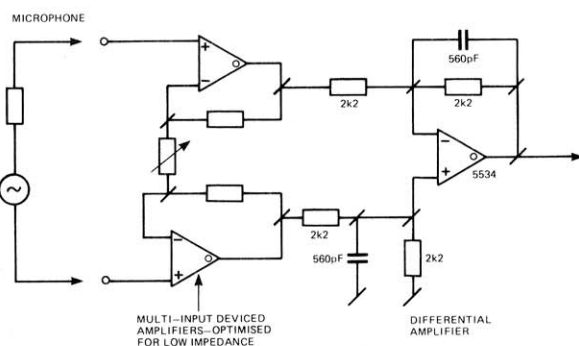 MICROPHONE
560pF
2k2
2k2
5534
2k2
560pF
2k2
MULTI–INPUT DEVICED
AMPLIFIERS–OPTIMISED
FOR LOW IMPEDANCE
DIFFERENTIAL
AMPLIFIER